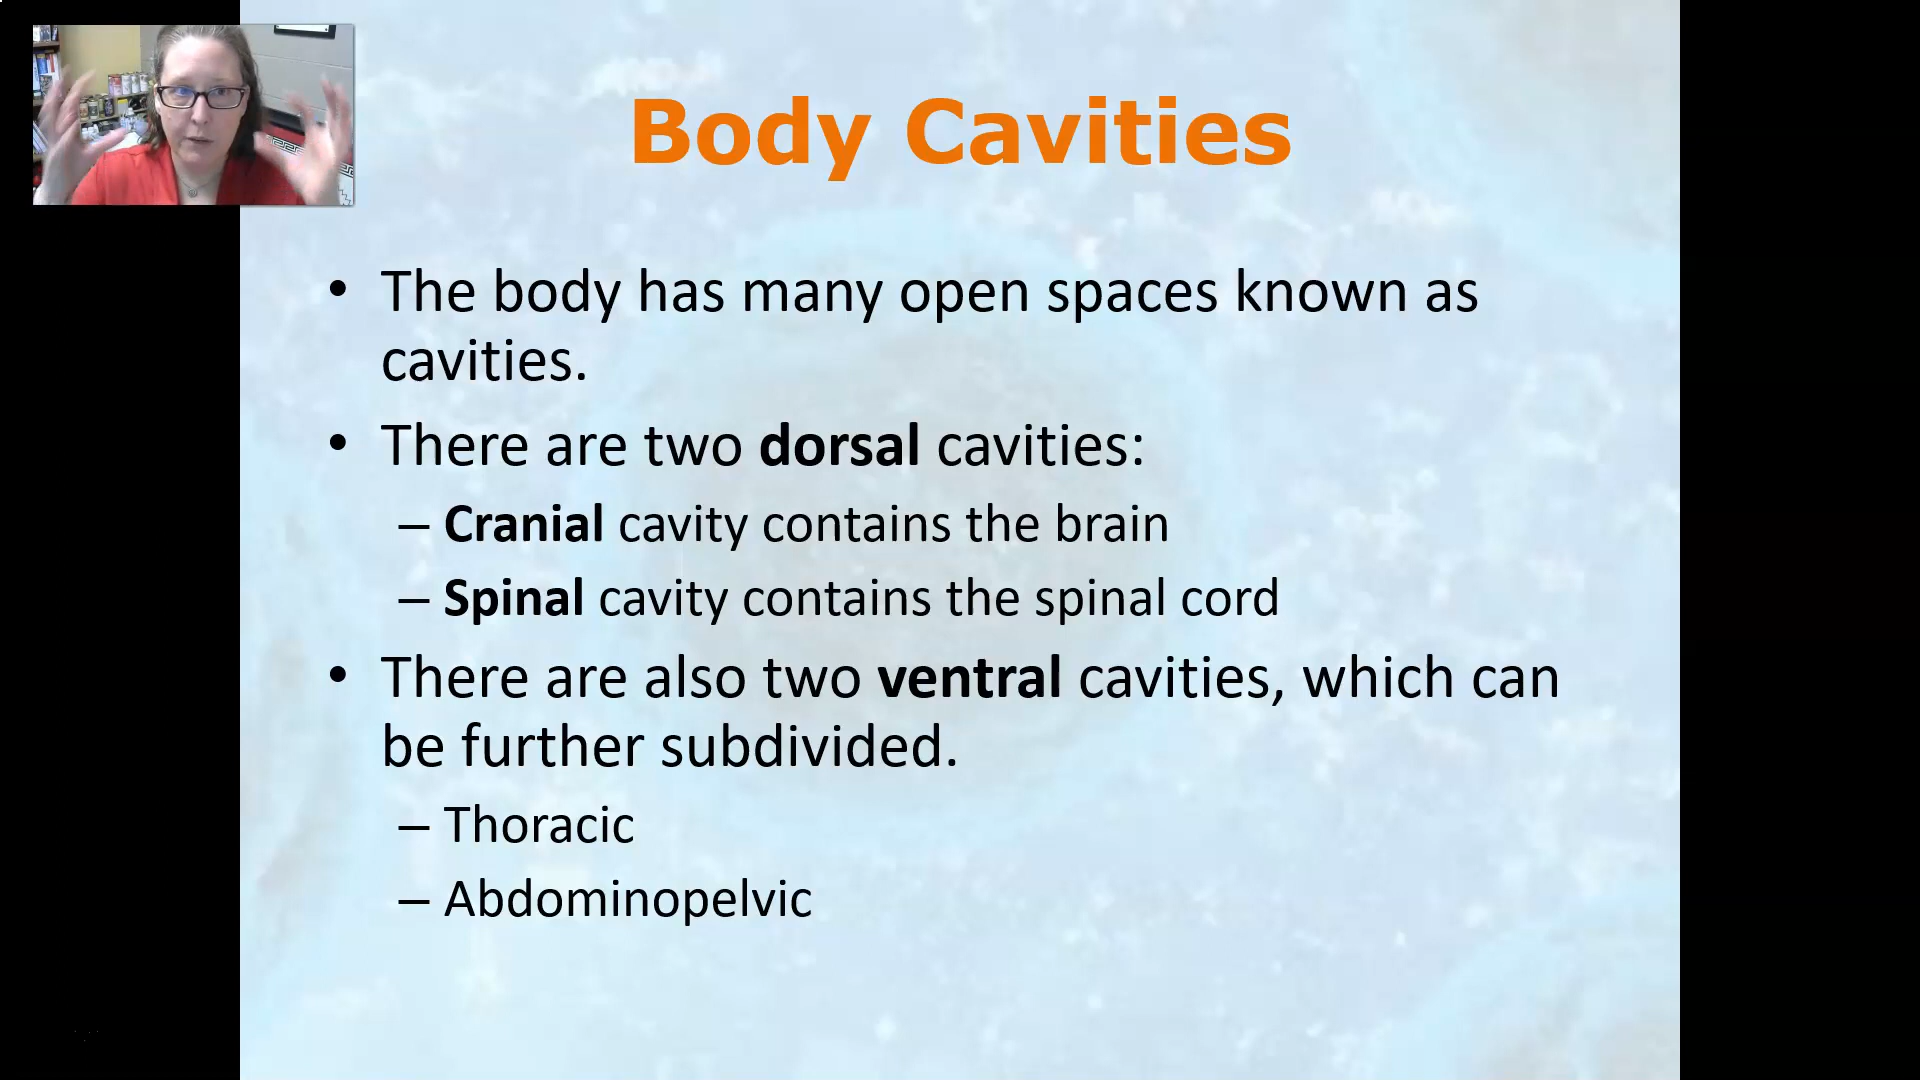 Body Cavities
• The body has many open spaces known as
cavities.
• There are two dorsal cavities:
– Cranial cavity contains the brain
– Spinal cavity contains the spinal cord
• There are also two ventral cavities, which can
be further subdivided.
– Thoracic
– Abdominopelvic